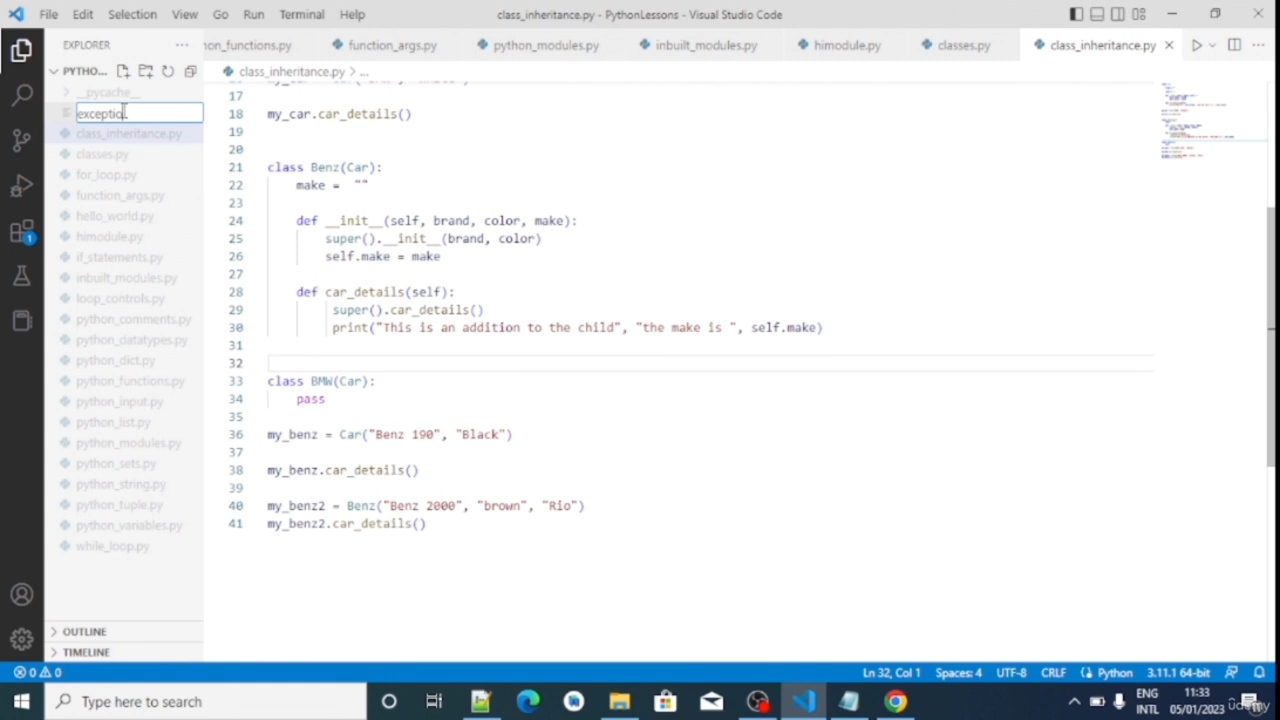 File Edit Selection View Go Run Terminal Help
class_inheritance.py - PythonLessons - Visual Studio Code
EXPLORER
on_functions.py function_args.py python_modules.py inbuilt_modules.py himodule.py classes.py class_inheritance.py
PYTHO...
class_inheritance.py > ...
__pycache__
exceptio
class_inheritance.py
classes.py
for_loop.py
function_args.py
hello_world.py
himodule.py
if_statements.py
inbuilt_modules.py
loop_controls.py
python_comments.py
python_datatypes.py
python_dict.py
python_functions.py
python_input.py
python_list.py
python_modules.py
python_sets.py
python_string.py
python_tuple.py
python_variables.py
while_loop.py
OUTLINE
TIMELINE
17
18 my_car.car_details()
19
20
21 class Benz(Car):
22 make = ""
23
24 def __init__(self, brand, color, make):
25 super().__init__(brand, color)
26 self.make = make
27
28 def car_details(self):
29 super().car_details()
30 print("This is an addition to the child", "the make is ", self.make)
31
32
33 class BMW(Car):
34 pass
35
36 my_benz = Car("Benz 190", "Black")
37
38 my_benz.car_details()
39
40 my_benz2 = Benz("Benz 2000", "brown", "Rio")
41 my_benz2.car_details()
1
0 0
Ln 32, Col 1 Spaces: 4 UTF-8 CRLF Python 3.11.1 64-bit
Type here to search
ENG
INTL
11:33
05/01/2023
udemy